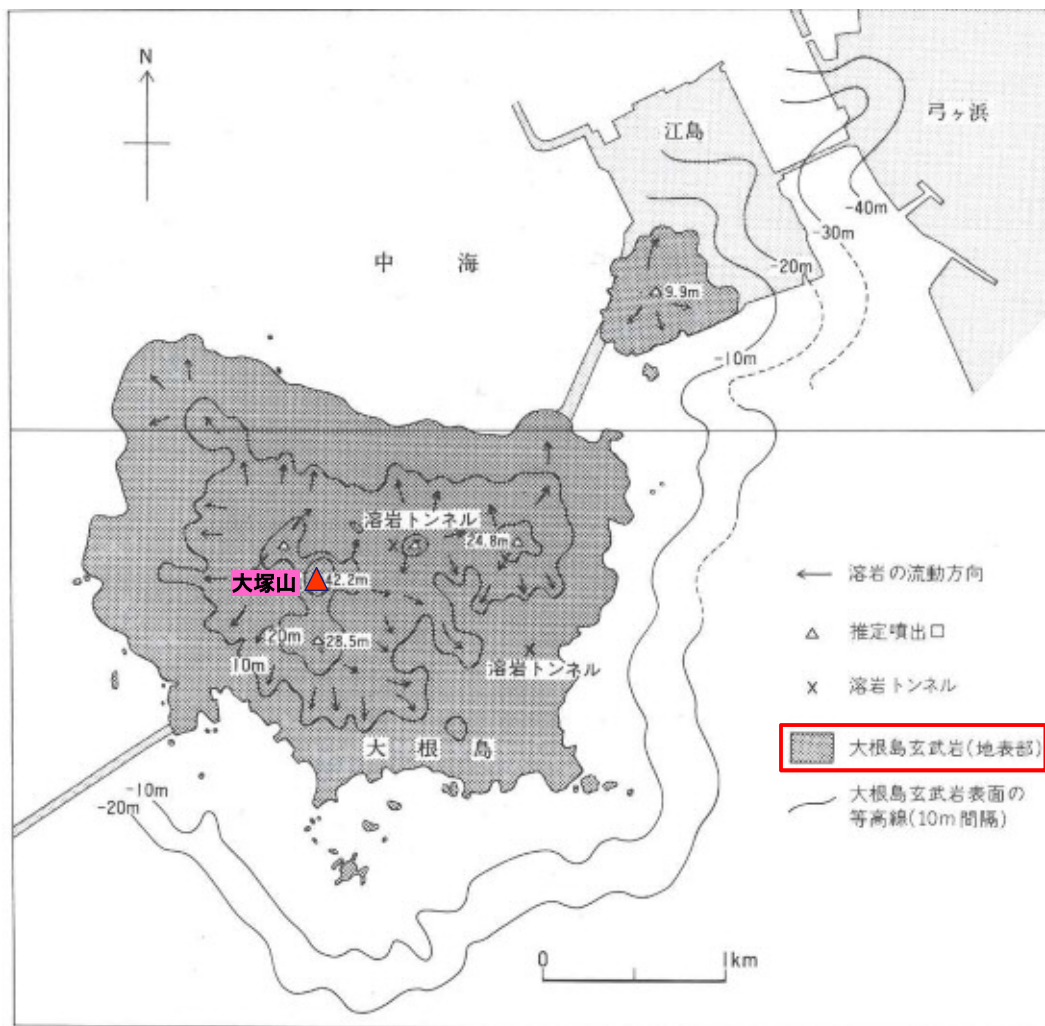 N
江島
弓ヶ浜
-40m
-30m
中 海
-20m
9.9m
-10m
溶岩トンネル
24.8m
大塚山
42.2m
← 溶岩の流動方向
20m
28.5m
△ 推定噴出口
10m
溶岩トンネル
x 溶岩トンネル
大 根 島
大根島玄武岩(地表部)
-10m
-20m
大根島玄武岩表面の
等高線(10m間隔)
0 1km